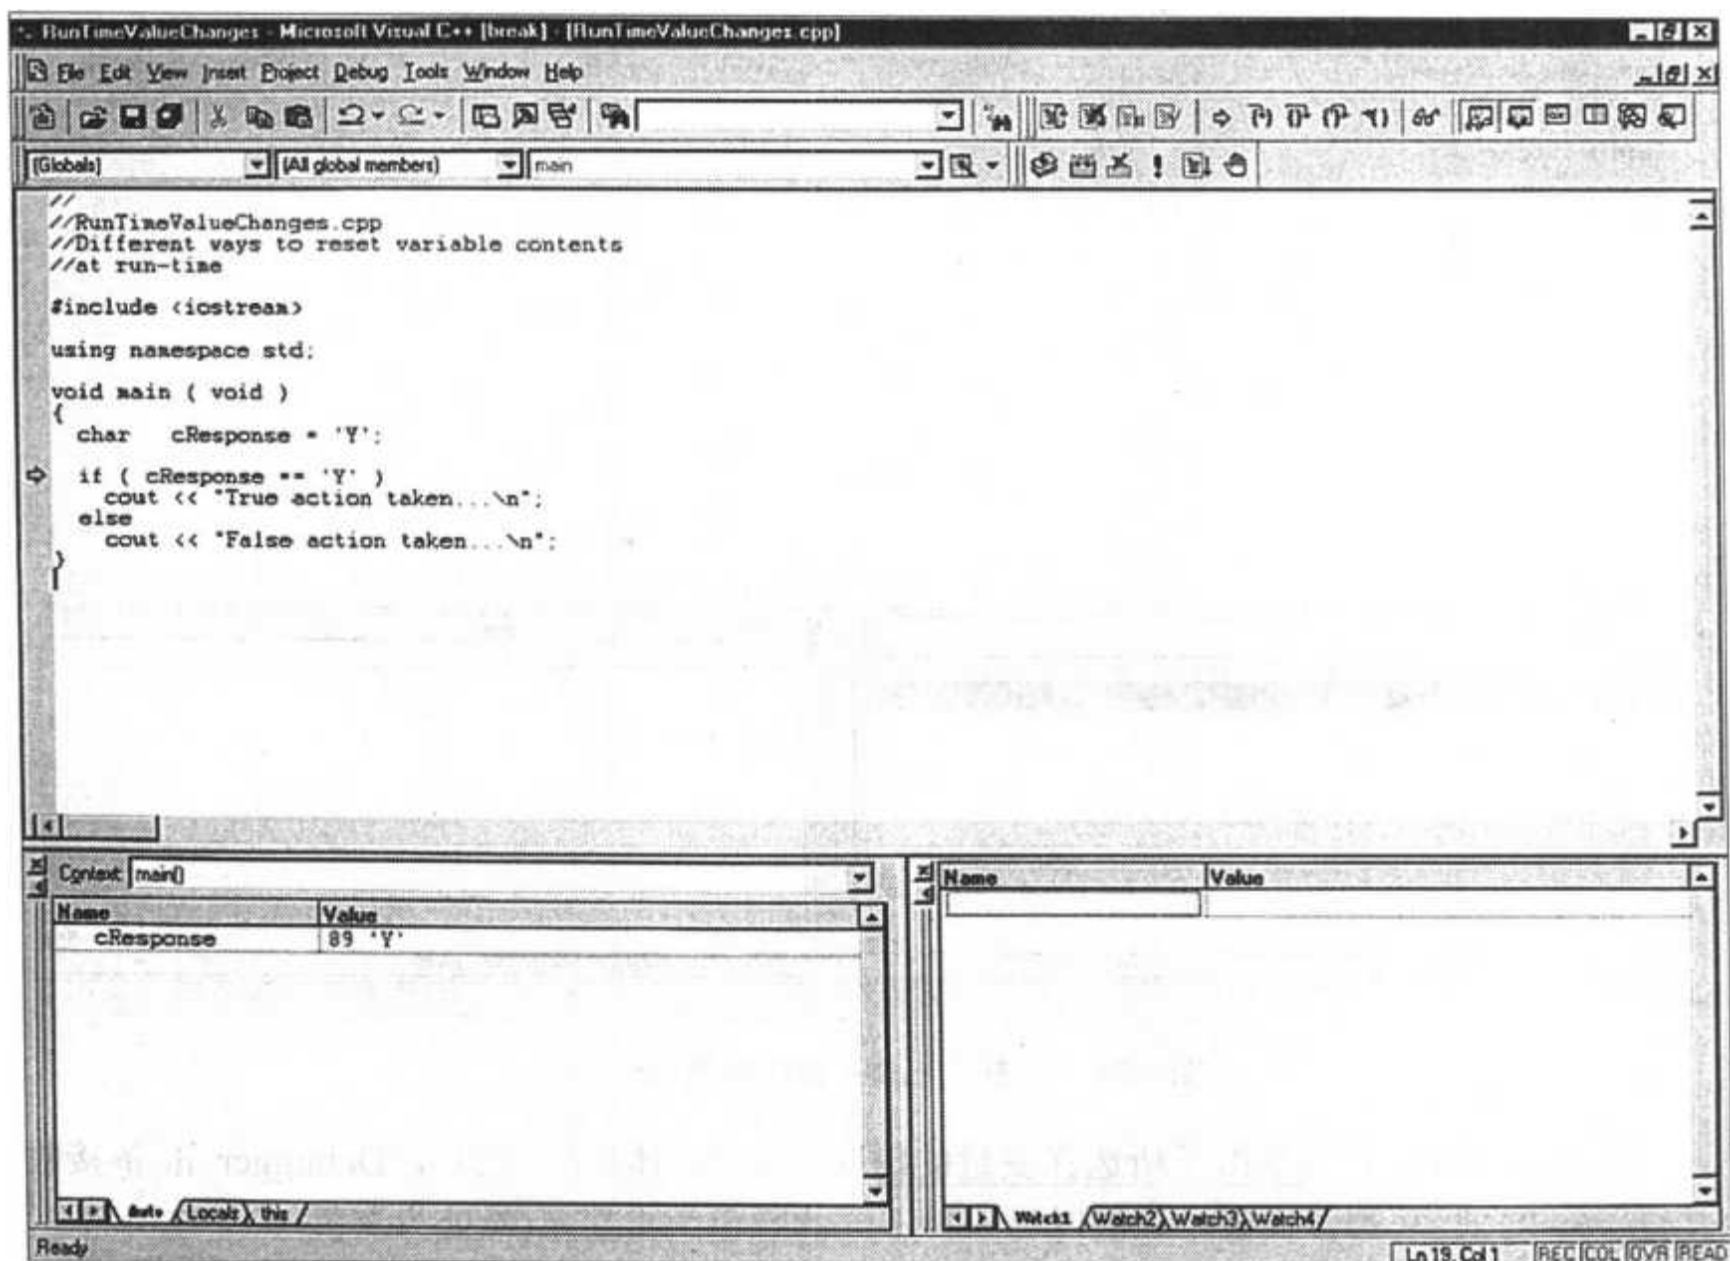 RunTimeValueChanges - Microsoft Visual C++ [break] - [RunTimeValueChanges.cpp]
File Edit View Insert Project Debug Tools Window Help
(Globals) (All global members) main
//
//RunTimeValueChanges.cpp
//Different ways to reset variable contents
//at run-time
#include <iostream>
using namespace std;
void main ( void )
{
char cResponse = 'Y';
if ( cResponse == 'Y' )
cout << "True action taken...\n";
else
cout << "False action taken...\n";
}
Context: main()
Name Value
cResponse 89 'Y'
Auto Locals this
Name Value
Watch1 Watch2 Watch3 Watch4
Ready
Ln 19, Col 1 REC COL OVR READ